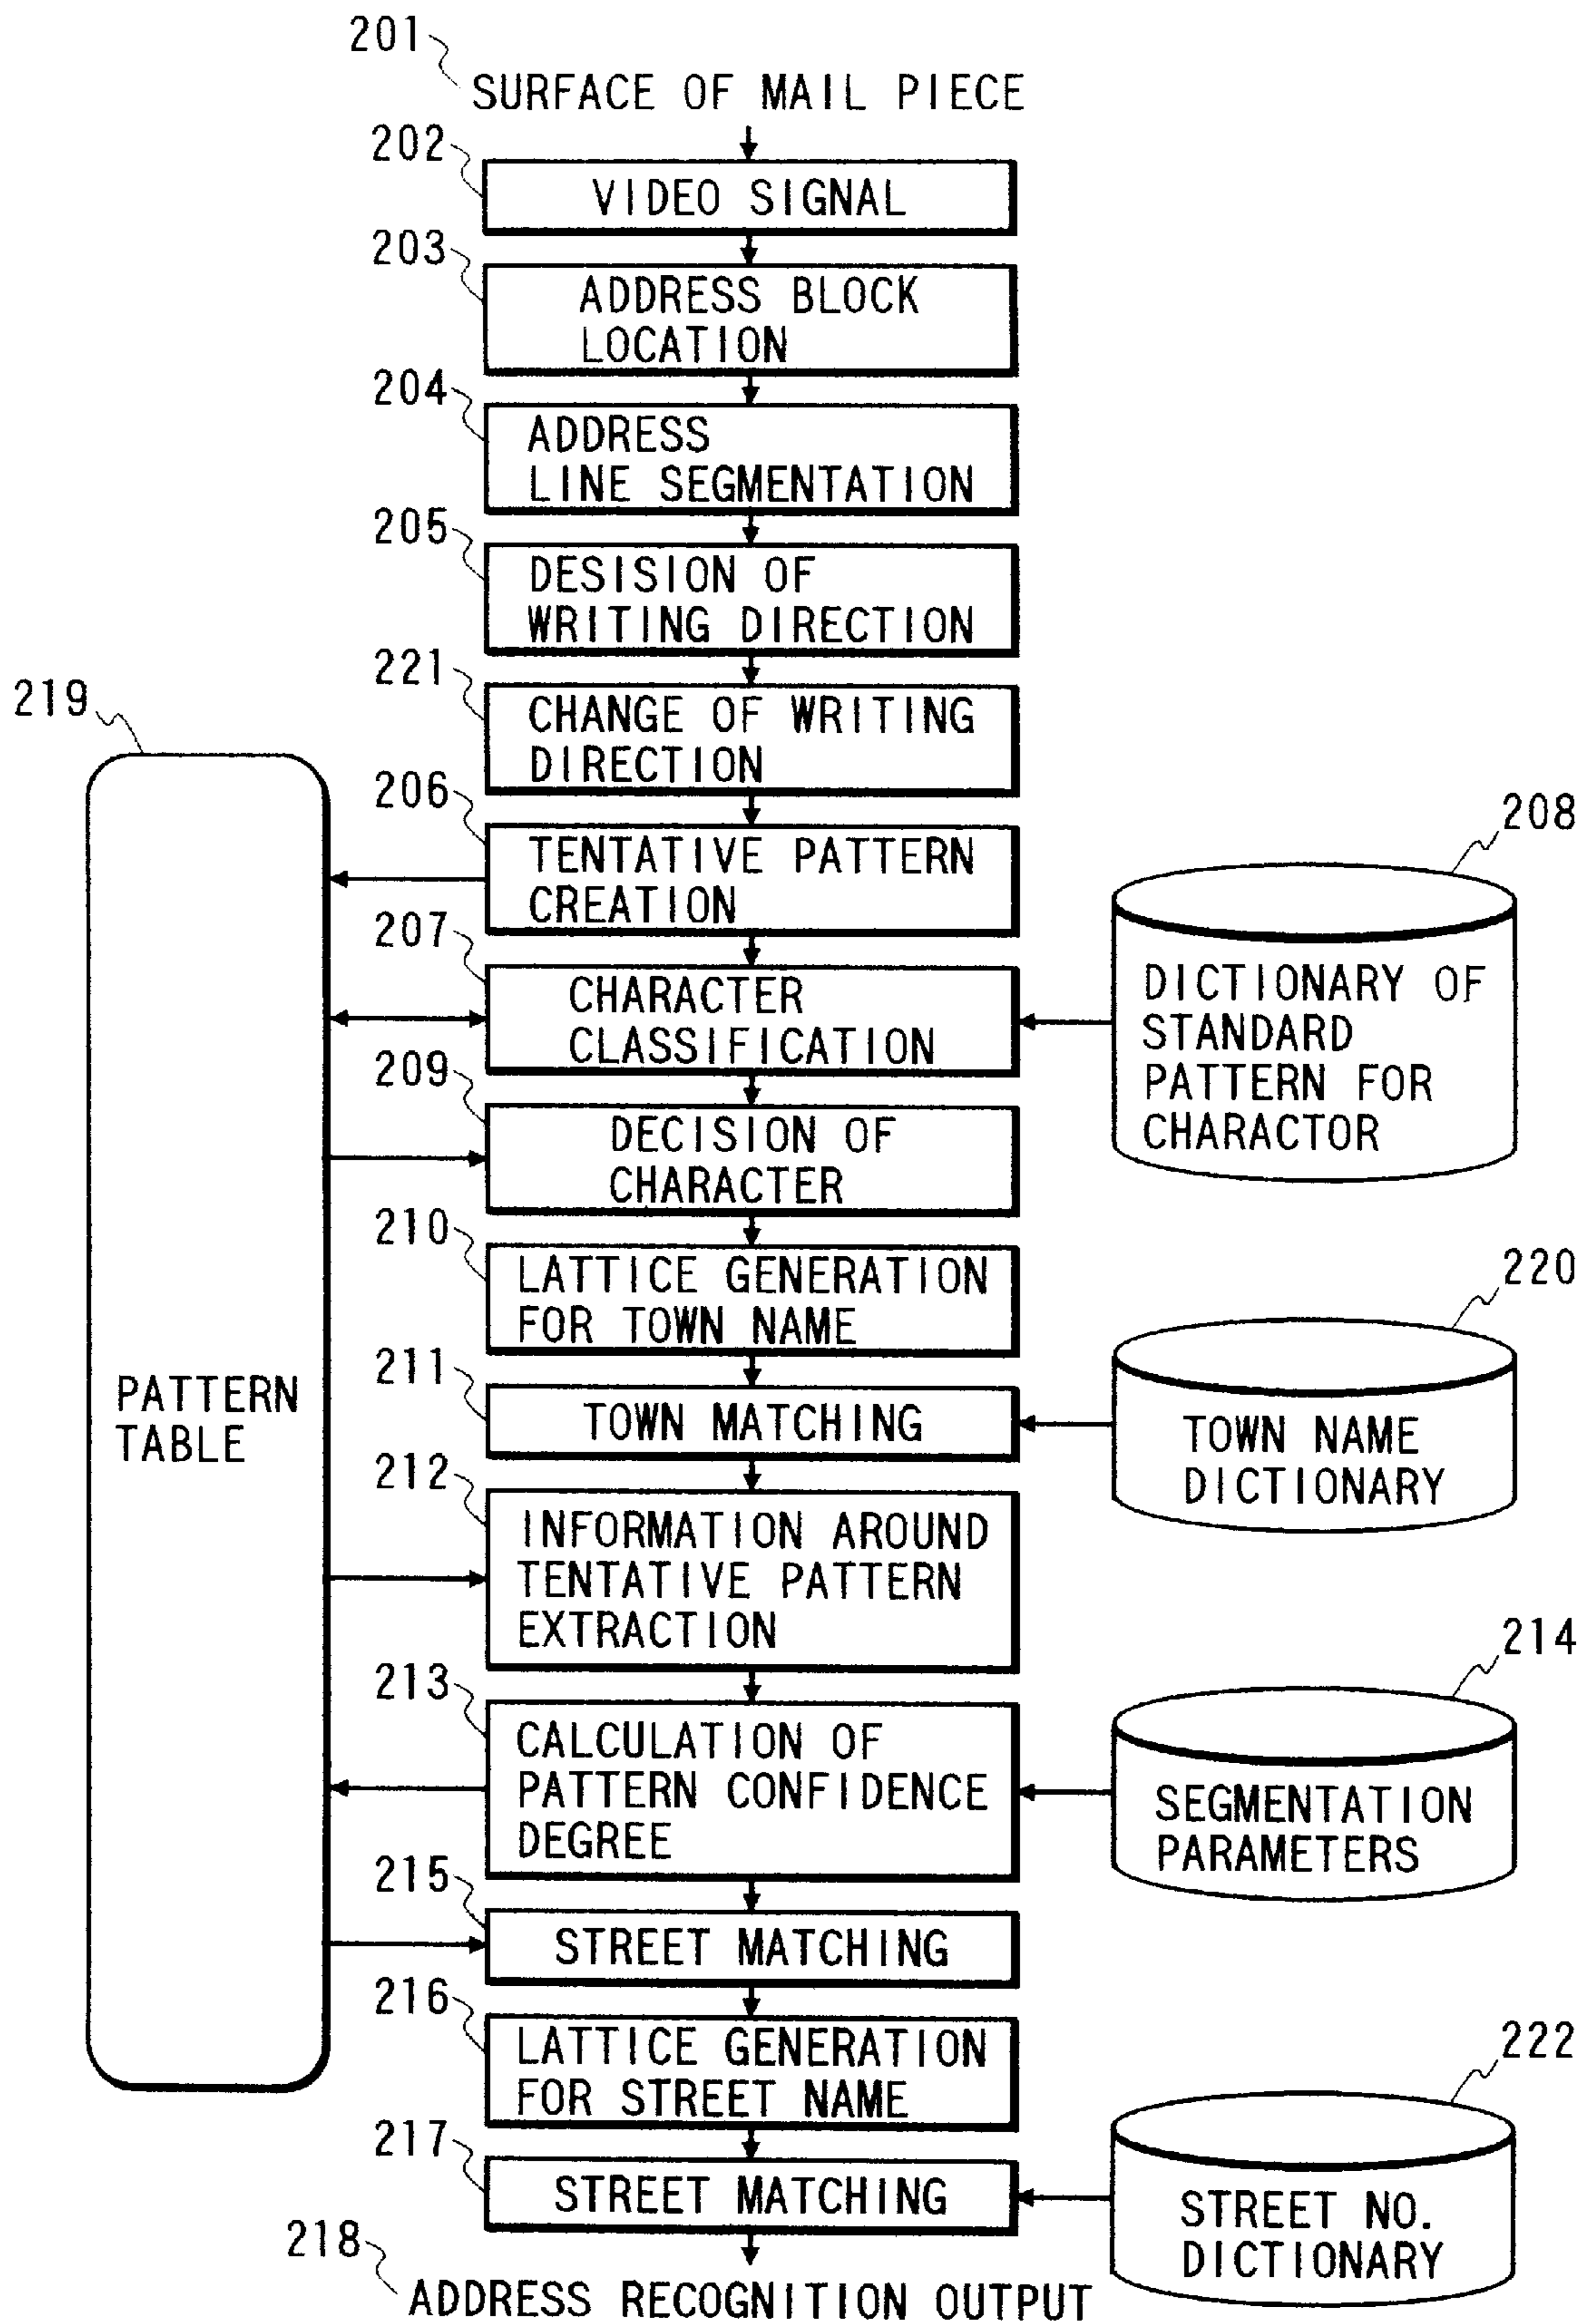 201
SURFACE OF MAIL PIECE
202
VIDEO SIGNAL
203
ADDRESS BLOCK
LOCATION
204
ADDRESS
LINE SEGMENTATION
205
DESISION OF
WRITING DIRECTION
221
CHANGE OF WRITING
DIRECTION
219
PATTERN
TABLE
206
TENTATIVE PATTERN
CREATION
207
CHARACTER
CLASSIFICATION
208
DICTIONARY OF
STANDARD
PATTERN FOR
CHARACTOR
209
DECISION OF
CHARACTER
210
LATTICE GENERATION
FOR TOWN NAME
211
TOWN MATCHING
220
TOWN NAME
DICTIONARY
212
INFORMATION AROUND
TENTATIVE PATTERN
EXTRACTION
213
CALCULATION OF
PATTERN CONFIDENCE
DEGREE
214
SEGMENTATION
PARAMETERS
215
STREET MATCHING
216
LATTICE GENERATION
FOR STREET NAME
217
STREET MATCHING
222
STREET NO.
DICTIONARY
218
ADDRESS RECOGNITION OUTPUT